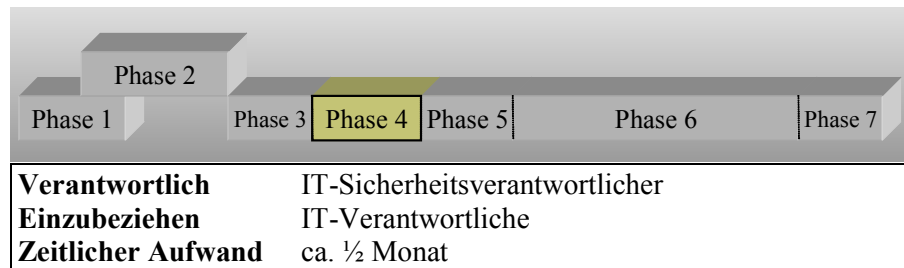 Phase 2
Phase 1 Phase 3 Phase 4 Phase 5 Phase 6 Phase 7
Verantwortlich IT-Sicherheitsverantwortlicher
Einzubeziehen IT-Verantwortliche
Zeitlicher Aufwand ca. ½ Monat